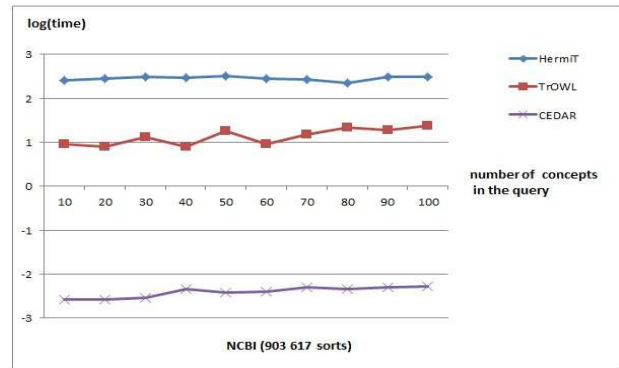 log(time)
3
2
1
0
-1
-2
-3
10 20 30 40 50 60 70 80 90 100
HermiT
TrOWL
CEDAR
number of concepts
in the query
NCBI (903 617 sorts)